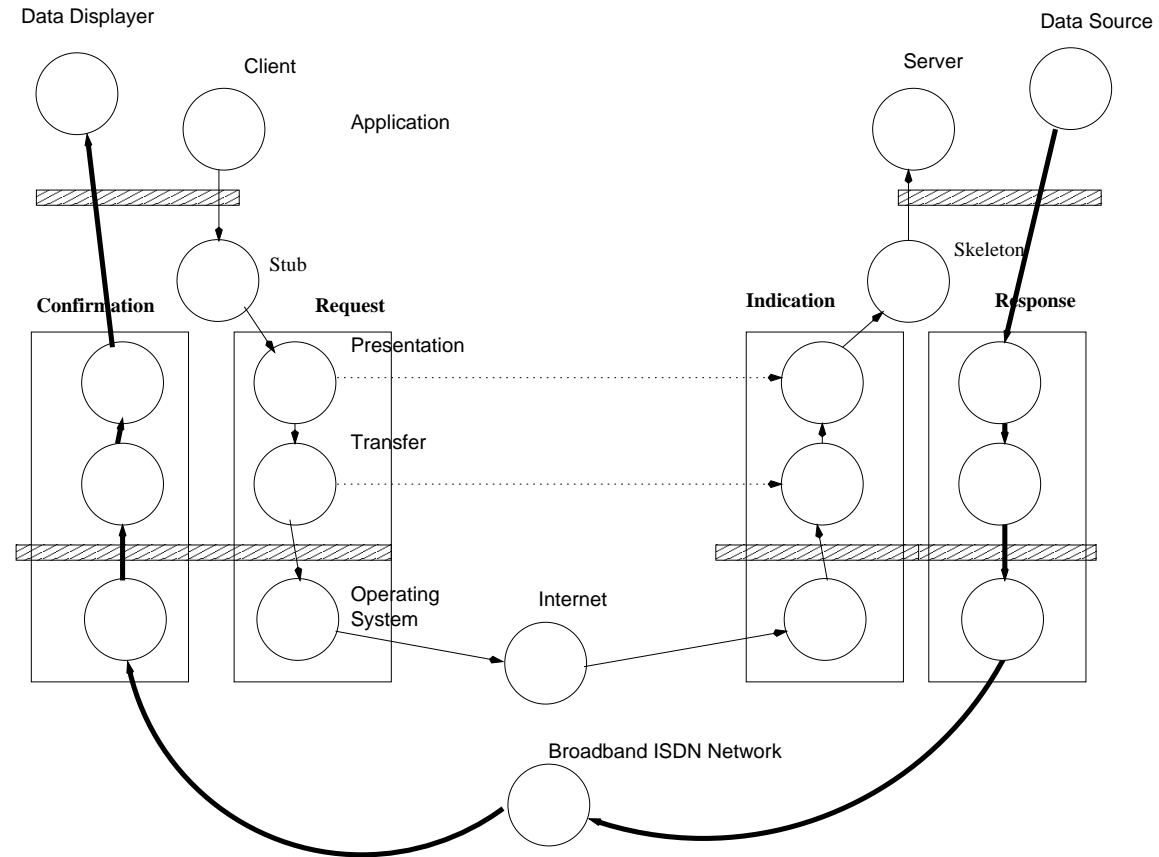 Data Displayer
Data Source
Client
Server
Application
Stub
Skeleton
Confirmation
Request
Indication
Response
Presentation
Transfer
Operating
System
Internet
Broadband ISDN Network